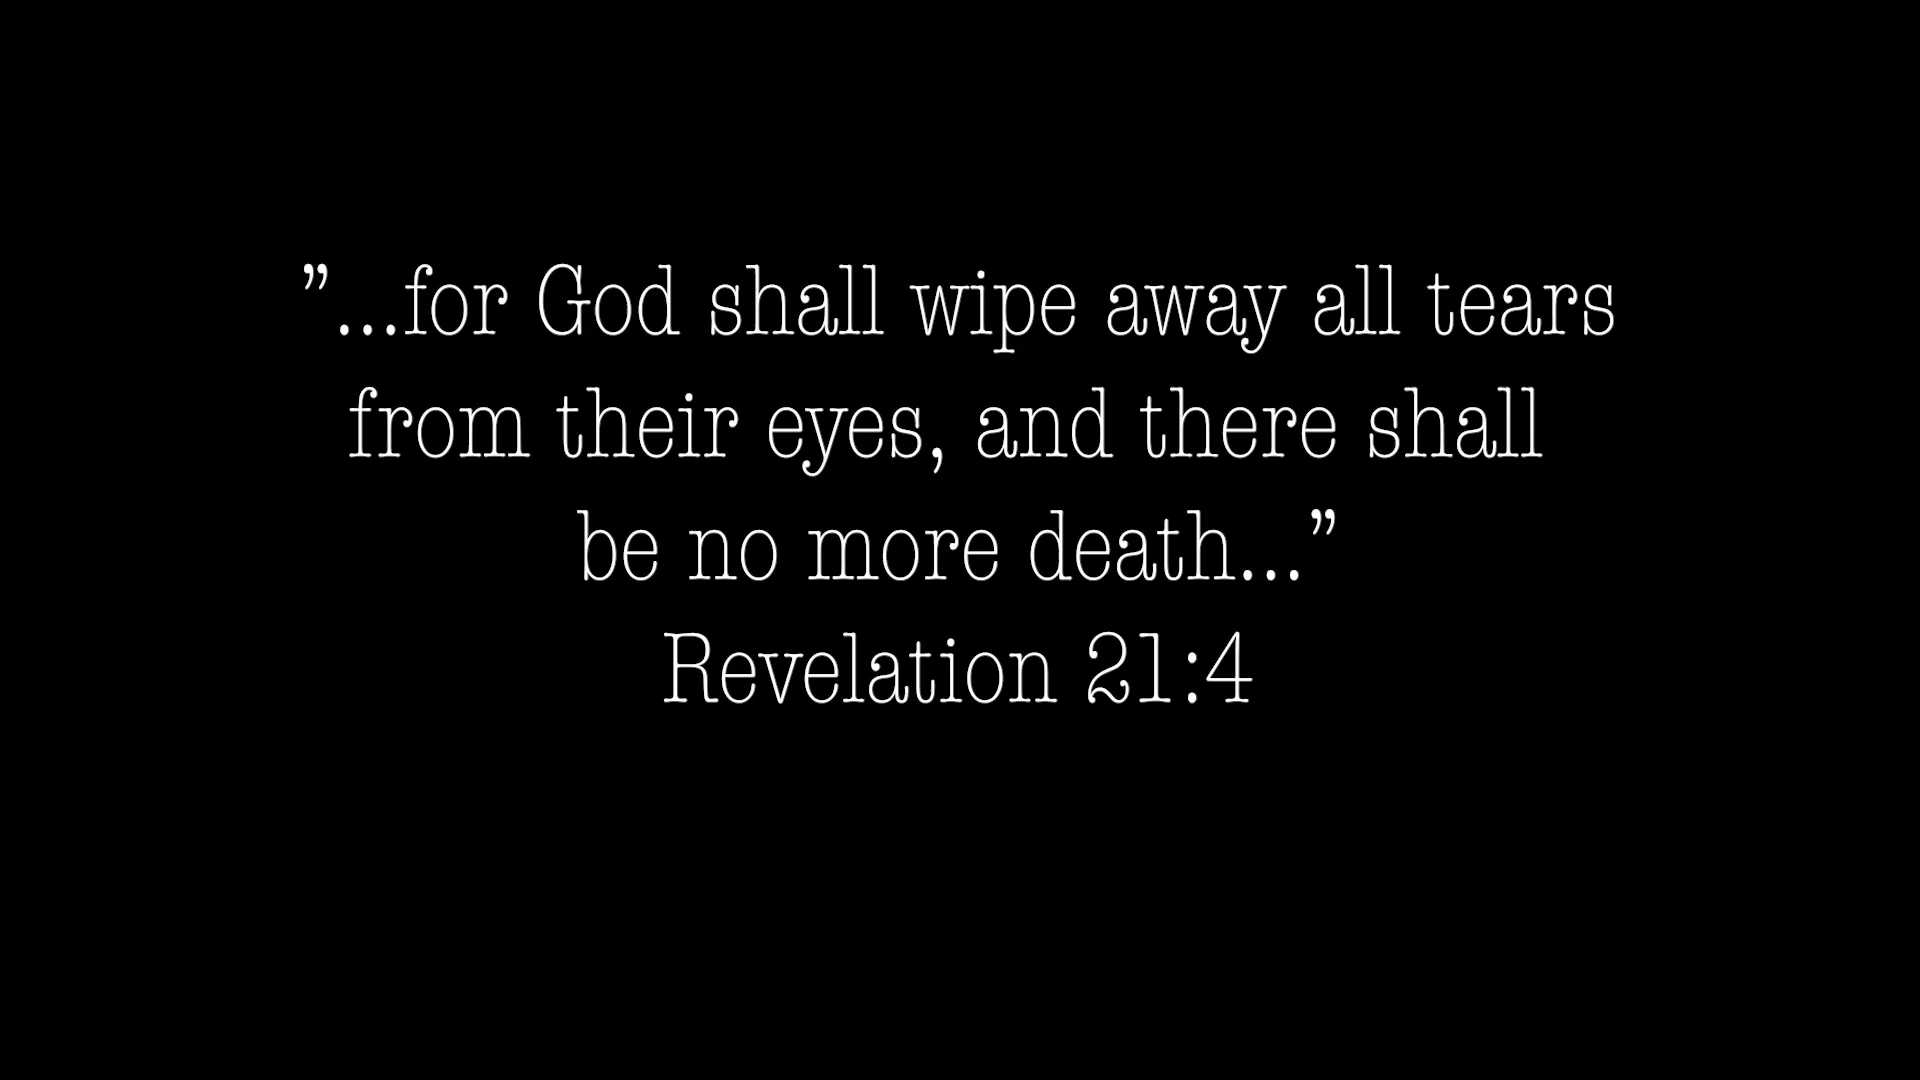 ”...for God shall wipe away all tears
from their eyes, and there shall
be no more death...”
Revelation 21:4